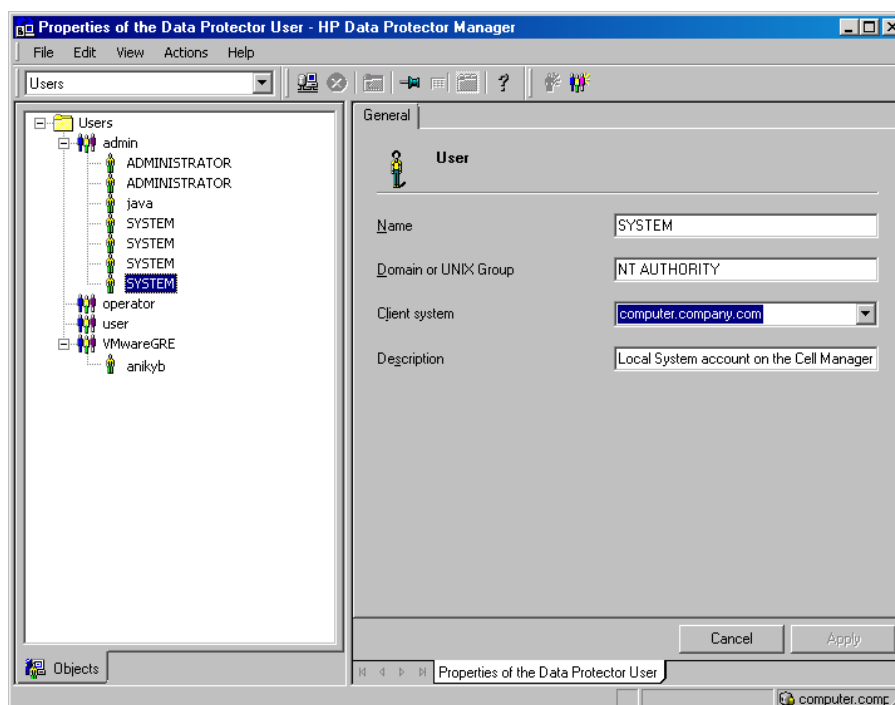 Properties of the Data Protector User - HP Data Protector Manager
File Edit View Actions Help
Users
Users
admin
ADMINISTRATOR
ADMINISTRATOR
java
SYSTEM
SYSTEM
SYSTEM
SYSTEM
operator
user
VMwareGRE
anikyb
Objects
General
User
Name SYSTEM
Domain or UNIX Group NT AUTHORITY
Client system computer.company.com
Description Local System account on the Cell Manager
Cancel Apply
Properties of the Data Protector User
computer.comp